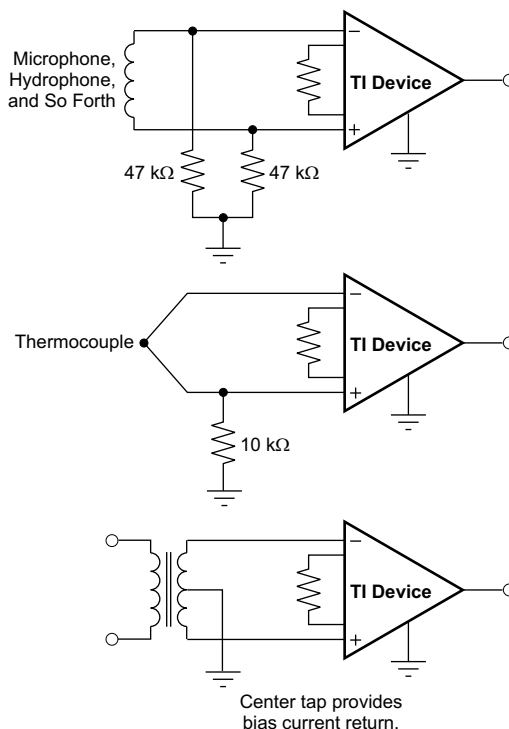 Microphone,
Hydrophone,
and So Forth
−
TI Device
+
47 kΩ
47 kΩ
−
Thermocouple
TI Device
+
10 kΩ
−
TI Device
+
Center tap provides
bias current return.